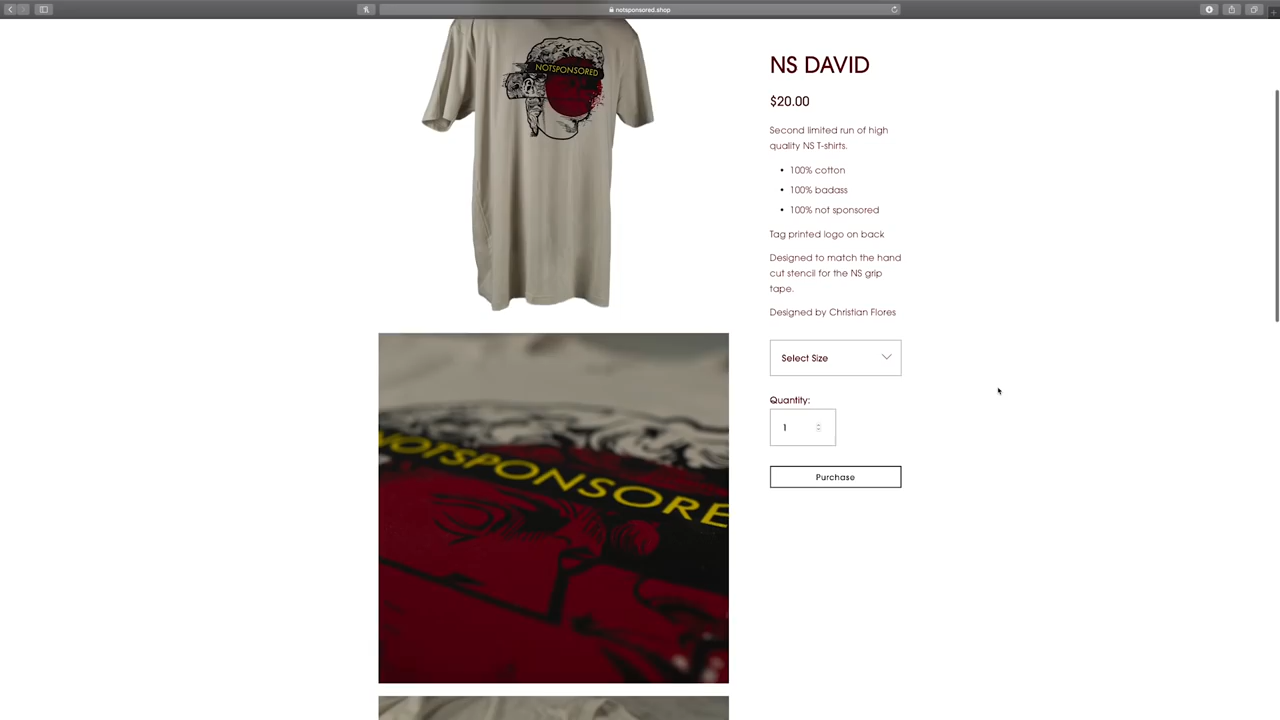 notsponsored.shop
NOTSPONSORED
NS DAVID
$20.00
Second limited run of high
quality NS T-shirts.
• 100% cotton
• 100% badass
• 100% not sponsored
Tag printed logo on back
Designed to match the hand
cut stencil for the NS grip
tape.
Designed by Christian Flores
Select Size
Quantity:
1
Purchase
NOTSPONSORE